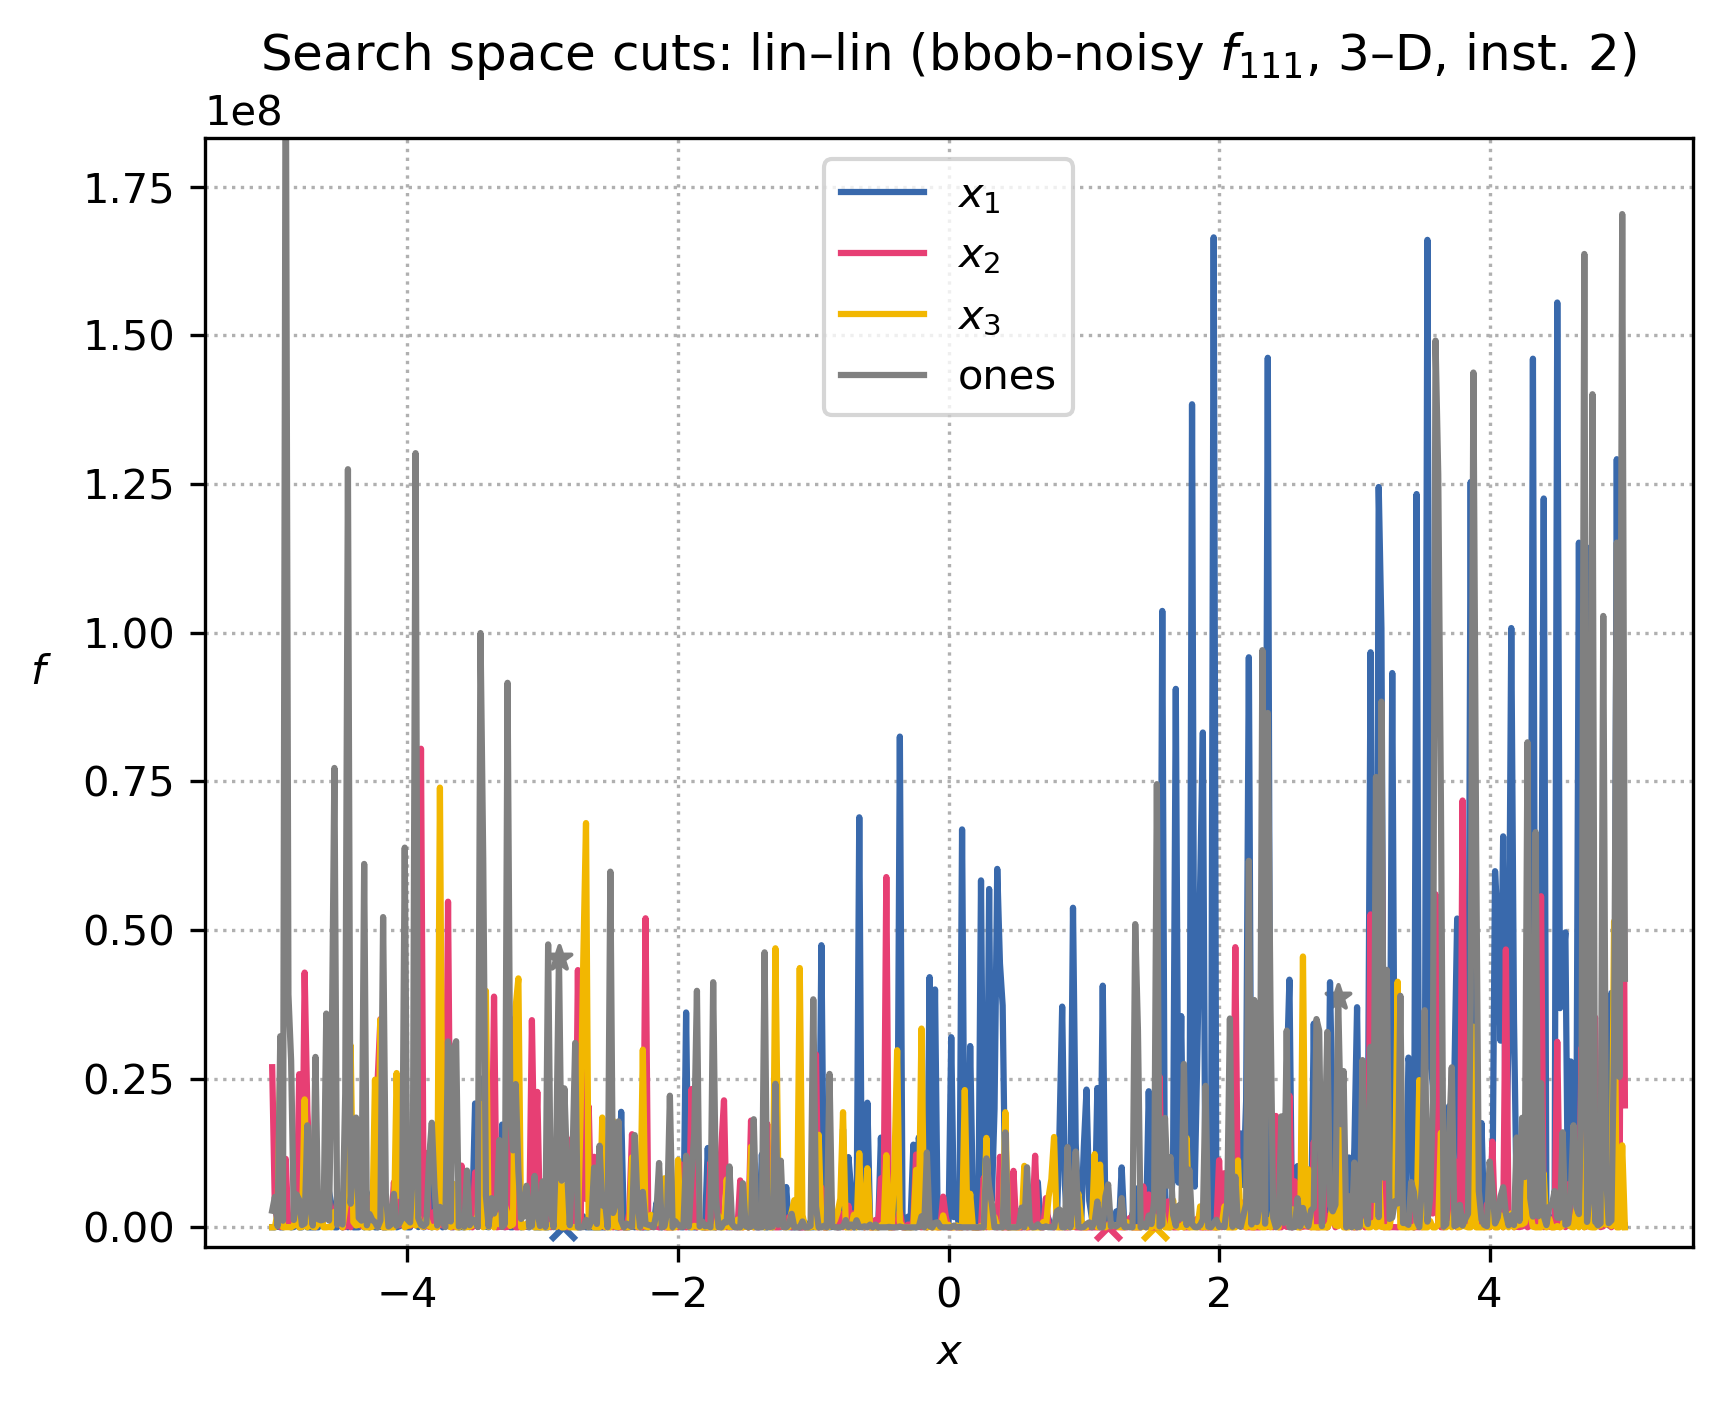 Search space cuts: lin–lin (bbob-noisy f₁₁₁, 3–D, inst. 2)
1e8
1.75
1.50
1.25
1.00
0.75
0.50
0.25
0.00
f
x₁
x₂
x₃
ones
−4
−2
0
2
4
x